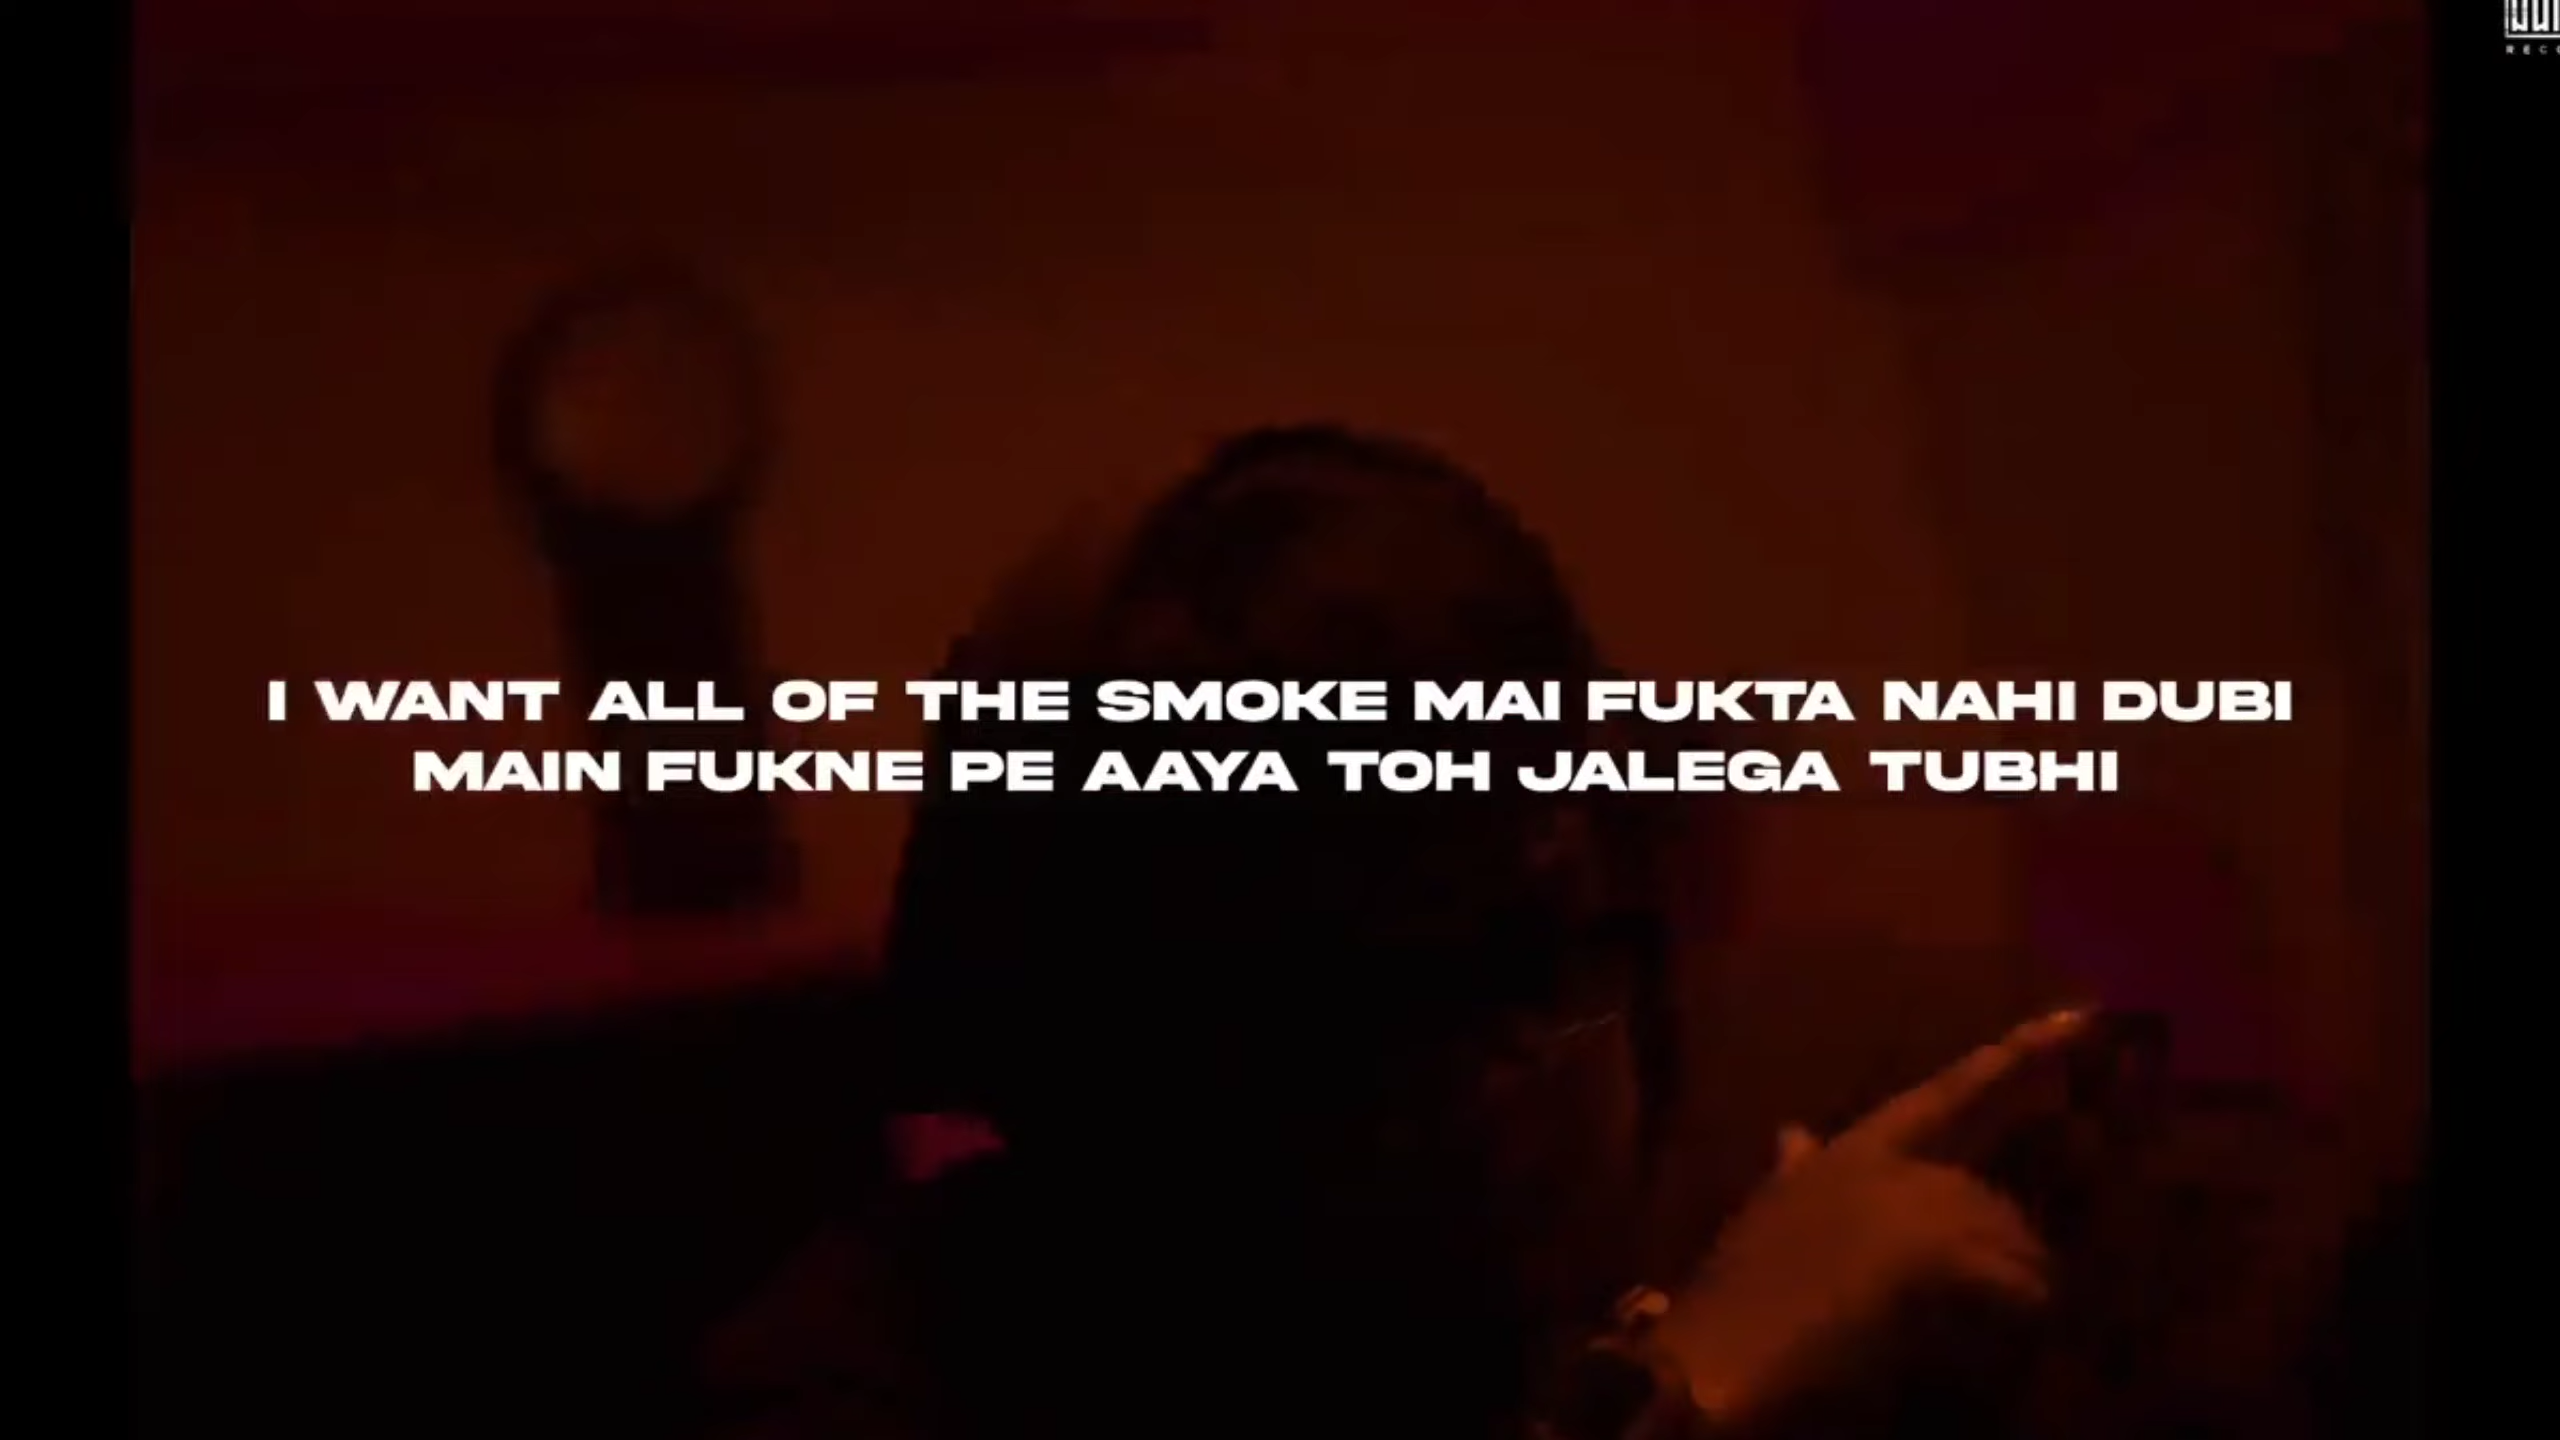 I WANT ALL OF THE SMOKE MAI FUKTA NAHI DUBI
MAIN FUKNE PE AAYA TOH JALEGA TUBHI